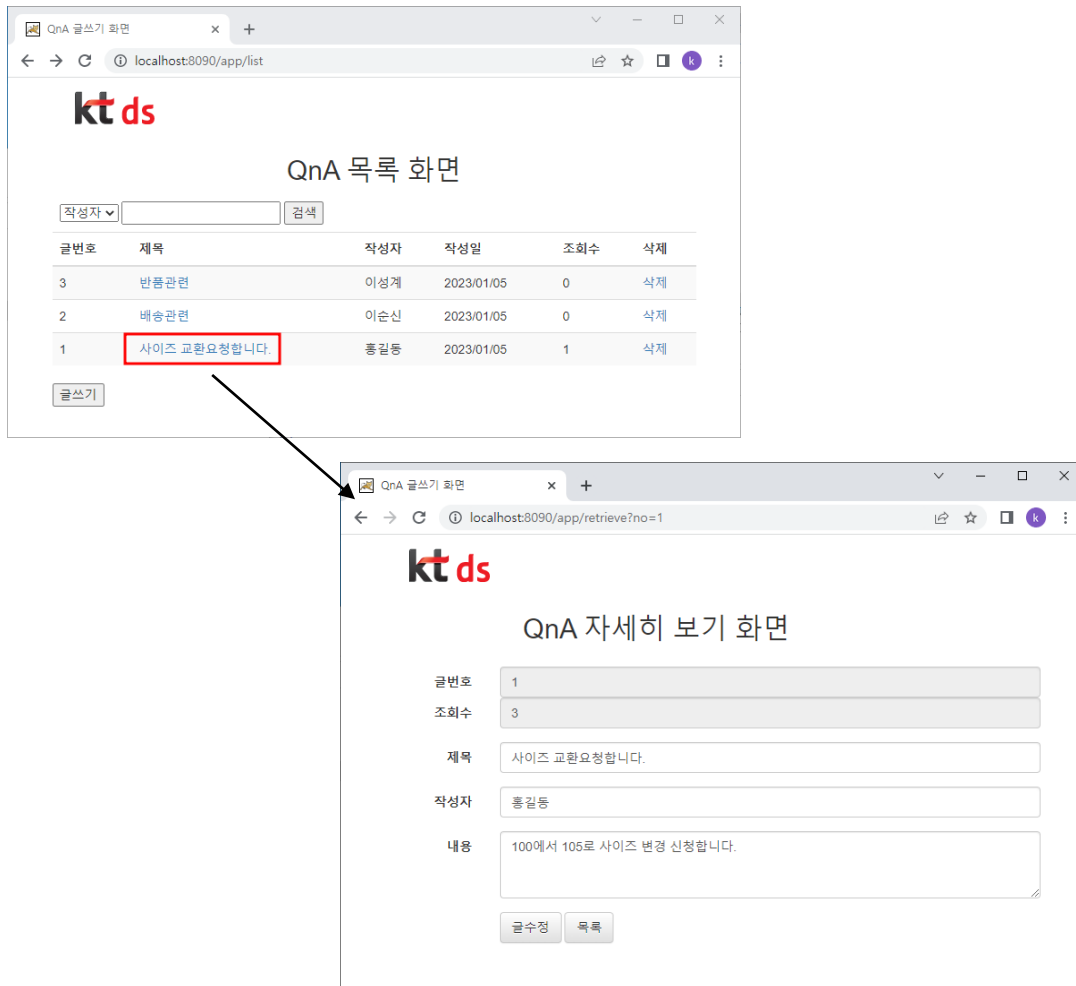 QnA 글쓰기 화면
localhost:8090/app/list
k
kt ds
QnA 목록 화면
작성자 검색
글번호 제목 작성자 작성일 조회수 삭제
3 반품관련 이성계 2023/01/05 0 삭제
2 배송관련 이순신 2023/01/05 0 삭제
1 사이즈 교환요청합니다. 홍길동 2023/01/05 1 삭제
글쓰기
QnA 글쓰기 화면
localhost:8090/app/retrieve?no=1
k
kt ds
QnA 자세히 보기 화면
글번호 1
조회수 3
제목 사이즈 교환요청합니다.
작성자 홍길동
내용 100에서 105로 사이즈 변경 신청합니다.
글수정 목록